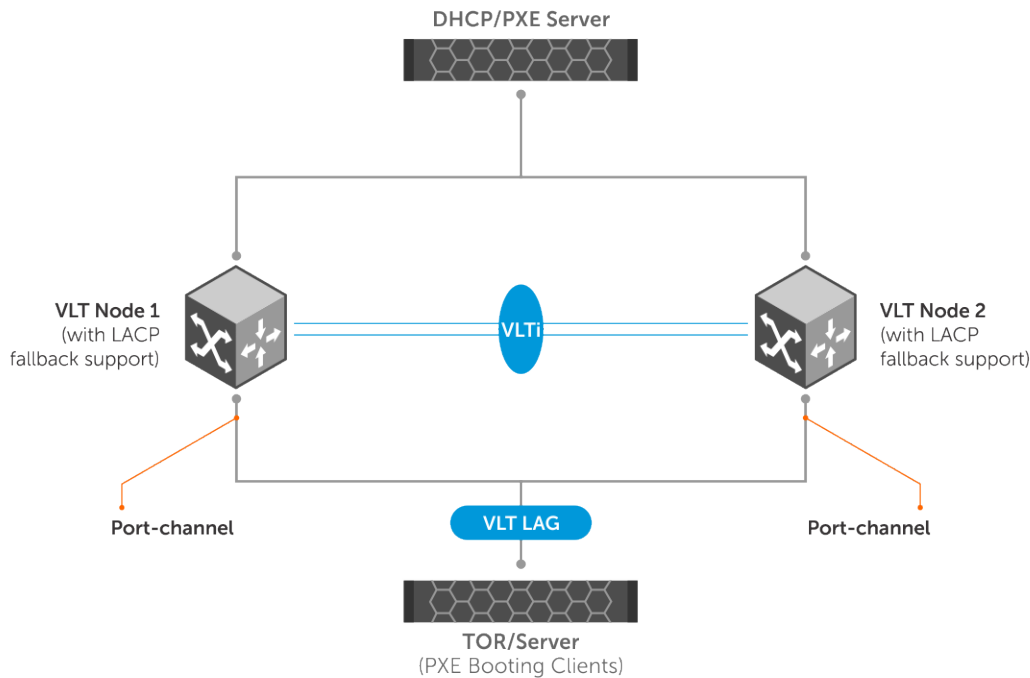 DHCP/PXE Server
VLT Node 1
(with LACP
fallback support)
VLTi
VLT Node 2
(with LACP
fallback support)
Port-channel
VLT LAG
Port-channel
TOR/Server
(PXE Booting Clients)